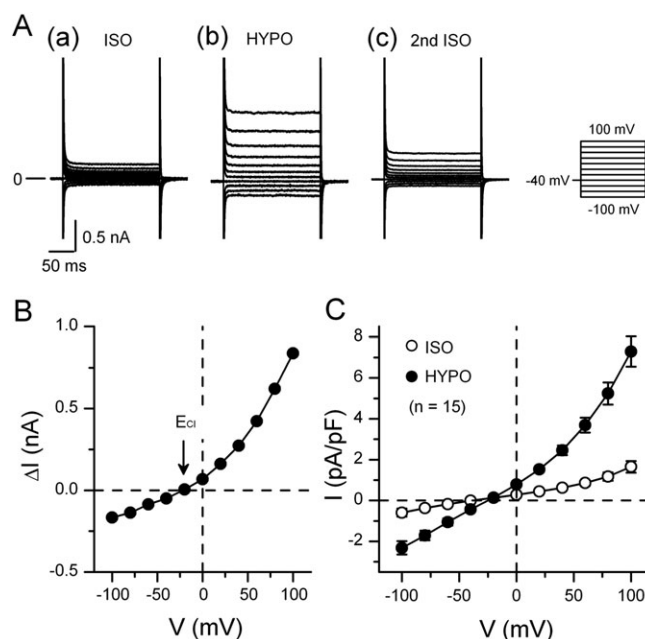 A (a) ISO (b) HYPO (c) 2nd ISO
100 mV
0
-40 mV
-100 mV
0.5 nA
50 ms
B
1.0
0.5
0.0
-0.5
ΔI (nA)
ECl
-100 -50 0 50 100
V (mV)
C
8
6
4
2
0
-2
I (pA/pF)
ISO
HYPO
(n = 15)
-100 -50 0 50 100
V (mV)